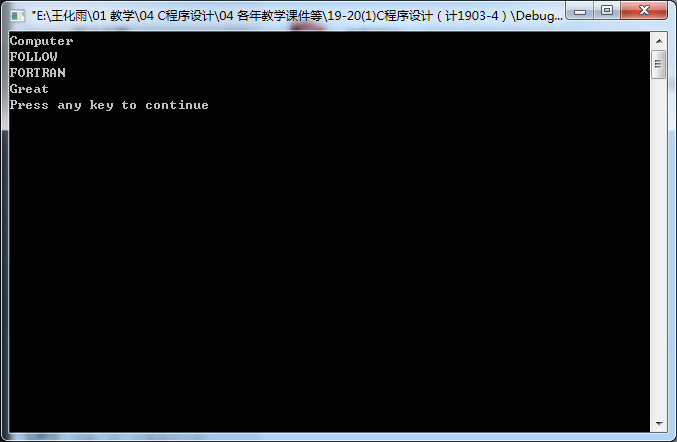 "E:\王化雨\01 教学\04 C程序设计\04 各年教学课件等\19-20(1)C程序设计（计1903-4）\Debug...
Computer
FOLLOW
FORTRAN
Great
Press any key to continue